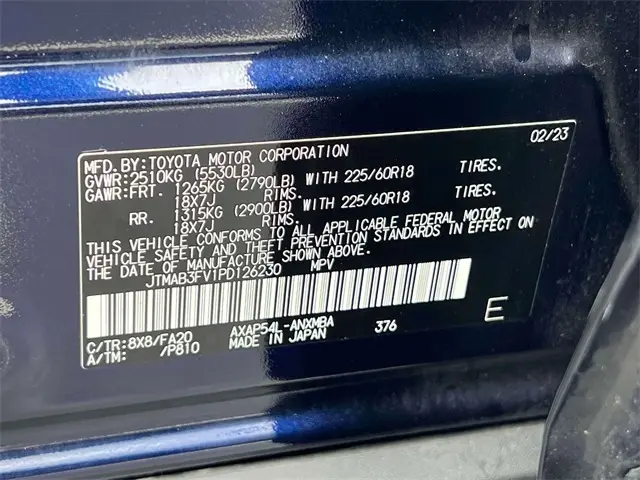 02/23
MFD. BY: TOYOTA MOTOR CORPORATION
GVWR: 2510KG (5530LB)
GAWR: FRT. 1265KG (2790LB) WITH 225/60R18 TIRES.
18X7J RIMS.
RR. 1315KG (2900LB) WITH 225/60R18 TIRES.
18X7J RIMS.
THIS VEHICLE CONFORMS TO ALL APPLICABLE FEDERAL MOTOR
VEHICLE SAFETY AND THEFT PREVENTION STANDARDS IN EFFECT
ON THE DATE OF MANUFACTURE SHOWN ABOVE.
JTMAB3FV1PD126230 MPV
C/TR: 8X8/FA20 AXAP54L-ANXMBA 376 E
A/TM: /P810 MADE IN JAPAN